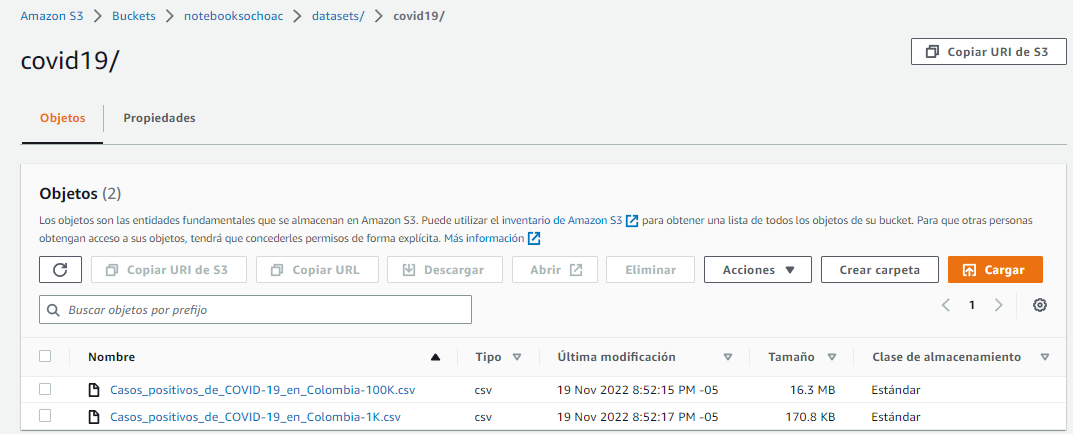 Amazon S3 > Buckets > notebooksochoac > datasets/ > covid19/
covid19/
Copiar URI de S3
Objetos Propiedades
Objetos (2)
Los objetos son las entidades fundamentales que se almacenan en Amazon S3. Puede utilizar el inventario de Amazon S3 para obtener una lista de todos los objetos de su bucket. Para que otras personas
obtengan acceso a sus objetos, tendrá que concederles permisos de forma explícita. Más información
Copiar URI de S3 Copiar URL Descargar Abrir Eliminar Acciones Crear carpeta Cargar
Buscar objetos por prefijo
1
Nombre Tipo Última modificación Tamaño Clase de almacenamiento
Casos_positivos_de_COVID-19_en_Colombia-100K.csv csv 19 Nov 2022 8:52:15 PM -05 16.3 MB Estándar
Casos_positivos_de_COVID-19_en_Colombia-1K.csv csv 19 Nov 2022 8:52:17 PM -05 170.8 KB Estándar